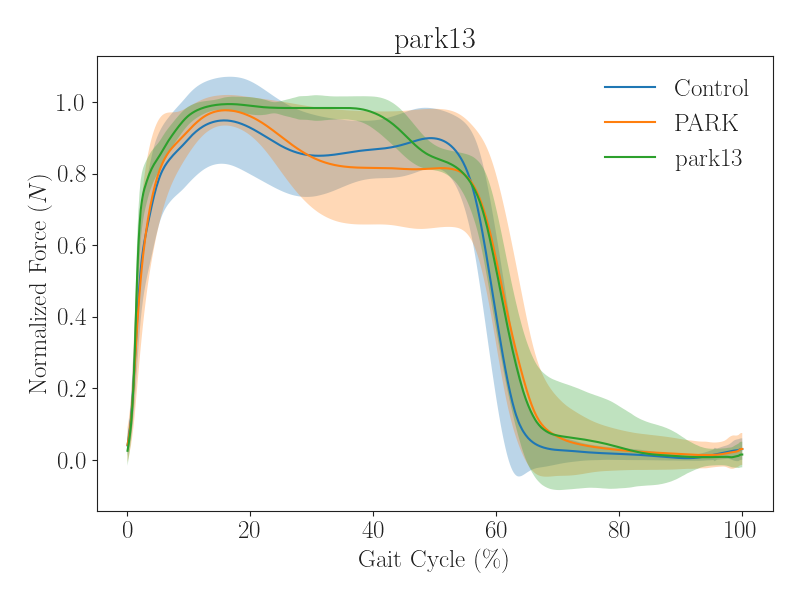 park13
Control
PARK
park13
1.0
0.8
0.6
0.4
0.2
0.0
Normalized Force (N)
0 20 40 60 80 100
Gait Cycle (%)